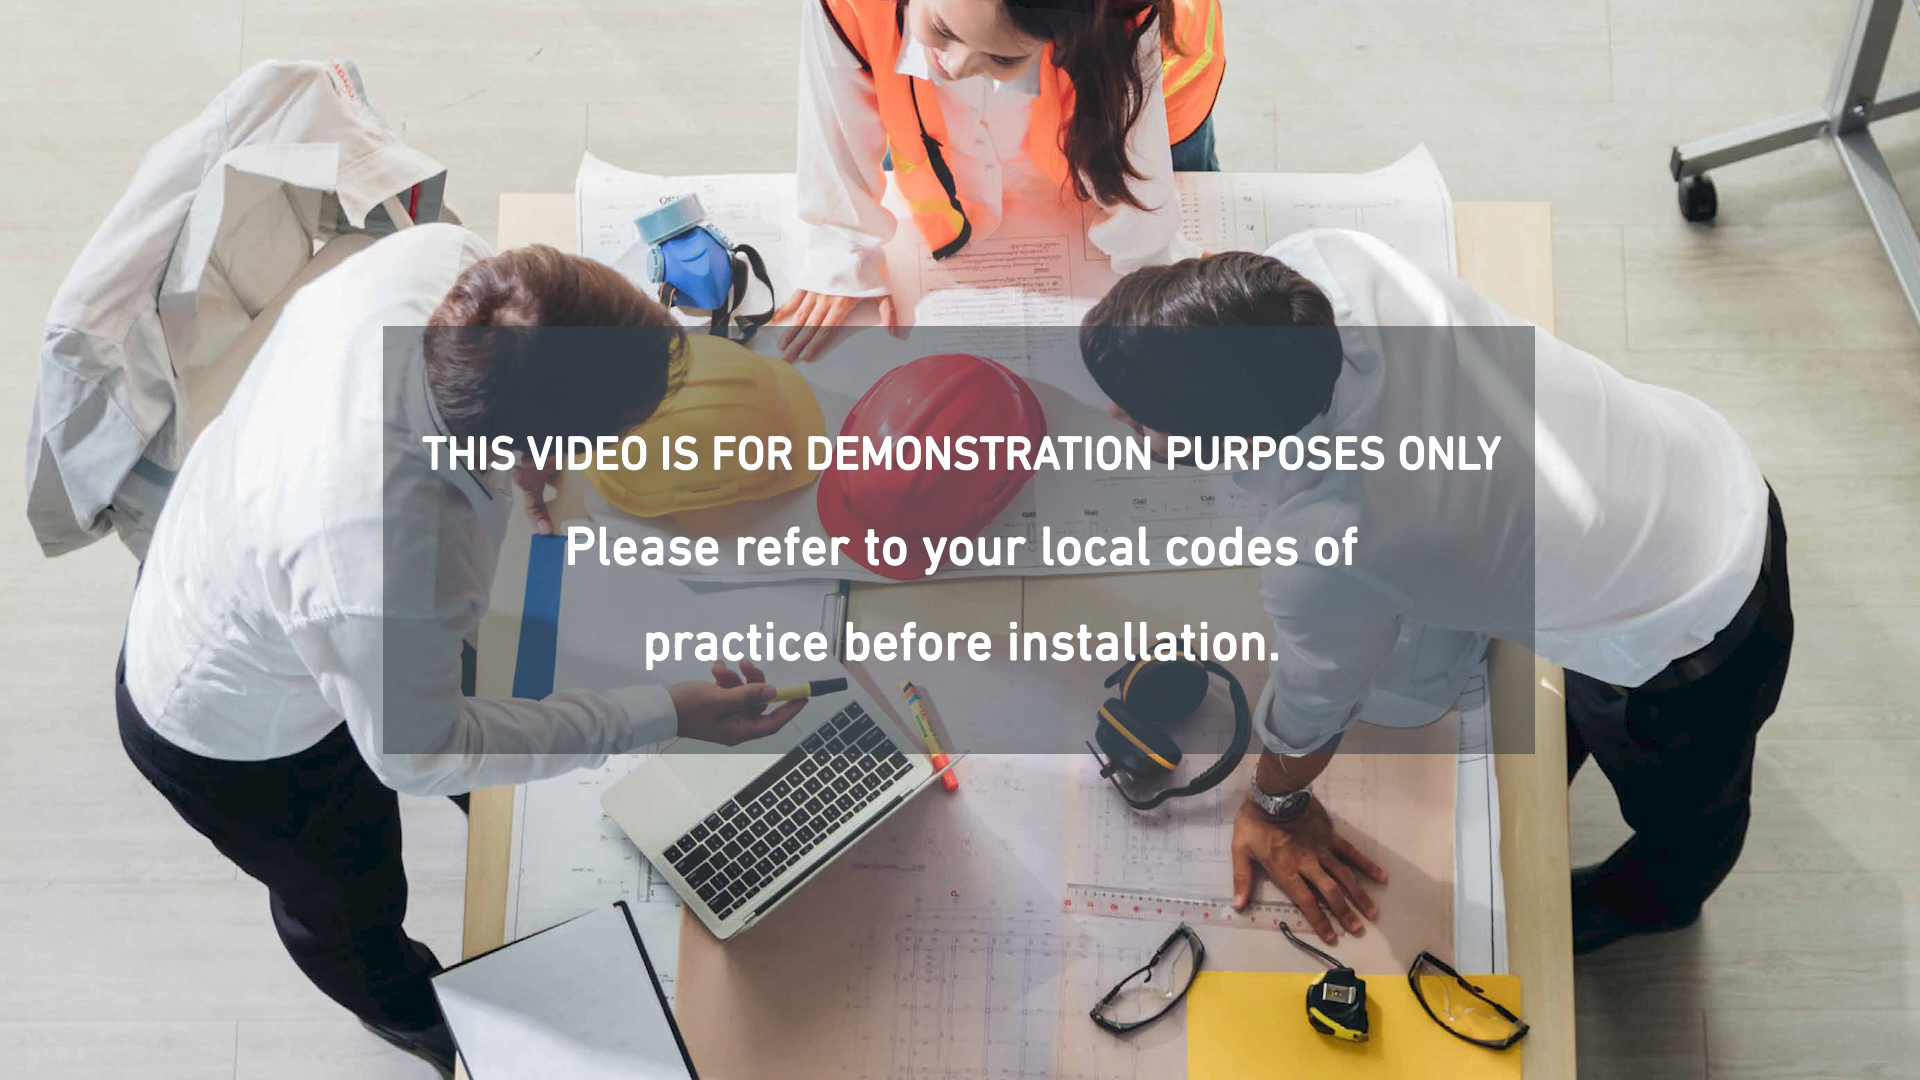 THIS VIDEO IS FOR DEMONSTRATION PURPOSES ONLY
Please refer to your local codes of
practice before installation.